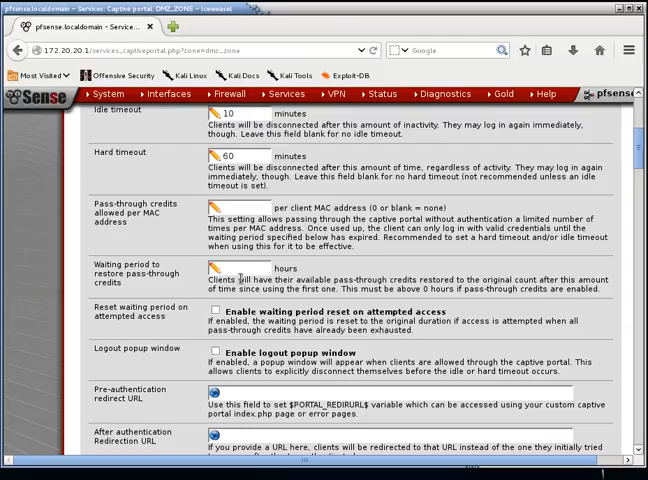 pfsense.localdomain - Services: Captive portal: DMZ_ZONE - Iceweasel
pfsense.localdomain - Service...
172.20.20.1/services_captiveportal.php?zone=dmz_zone
Google
Most Visited
Offensive Security
Kali Linux
Kali Docs
Kali Tools
Exploit-DB
Sense
System
Interfaces
Firewall
Services
VPN
Status
Diagnostics
Gold
Help
pfsense
Idle timeout
10 minutes
Clients will be disconnected after this amount of inactivity. They may log in again immediately,
though. Leave this field blank for no idle timeout.
Hard timeout
60 minutes
Clients will be disconnected after this amount of time, regardless of activity. They may log in again
immediately, though. Leave this field blank for no hard timeout (not recommended unless an idle
timeout is set).
Pass-through credits
allowed per MAC
address
per client MAC address (0 or blank = none)
This setting allows passing through the captive portal without authentication a limited number of
times per MAC address. Once used up, the client can only log in with valid credentials until the
waiting period specified below has expired. Recommended to set a hard timeout and/or idle timeout
when using this for it to be effective.
Waiting period to
restore pass-through
credits
hours
Clients will have their available pass-through credits restored to the original count after this amount
of time since using the first one. This must be above 0 hours if pass-through credits are enabled.
Reset waiting period on
attempted access
Enable waiting period reset on attempted access
If enabled, the waiting period is reset to the original duration if access is attempted when all
pass-through credits have already been exhausted.
Logout popup window
Enable logout popup window
If enabled, a popup window will appear when clients are allowed through the captive portal. This
allows clients to explicitly disconnect themselves before the idle or hard timeout occurs.
Pre-authentication
redirect URL
Use this field to set $PORTAL_REDIRURL$ variable which can be accessed using your custom captive
portal index.php page or error pages.
After authentication
Redirection URL
If you provide a URL here, clients will be redirected to that URL instead of the one they initially tried